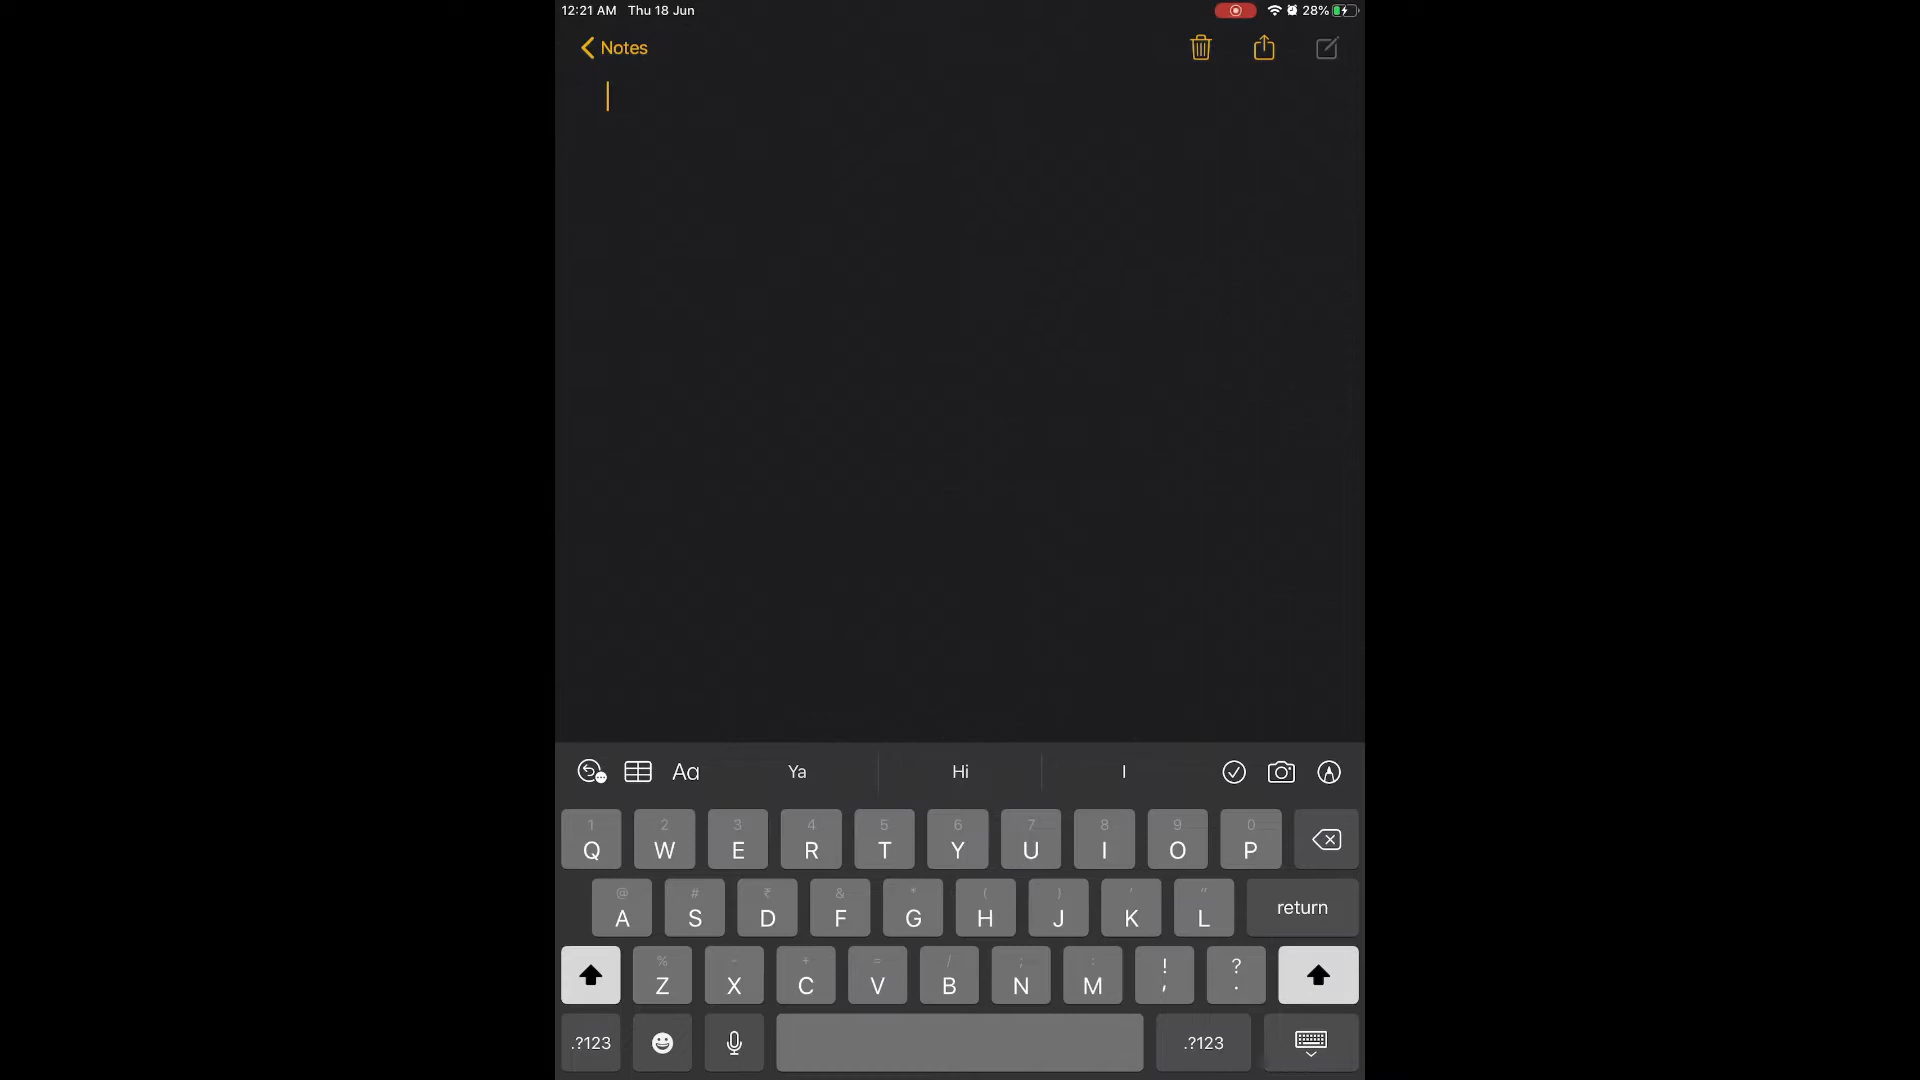 12:21 AM Thu 18 Jun 28%
Notes
Aa Ya Hi I
1 2 3 4 5 6 7 8 9 0
Q W E R T Y U I O P
@ # ₹ & * ( ) ' "
A S D F G H J K L return
% - + = / ; : ! ?
Z X C V B N M , .
.?123 .?123